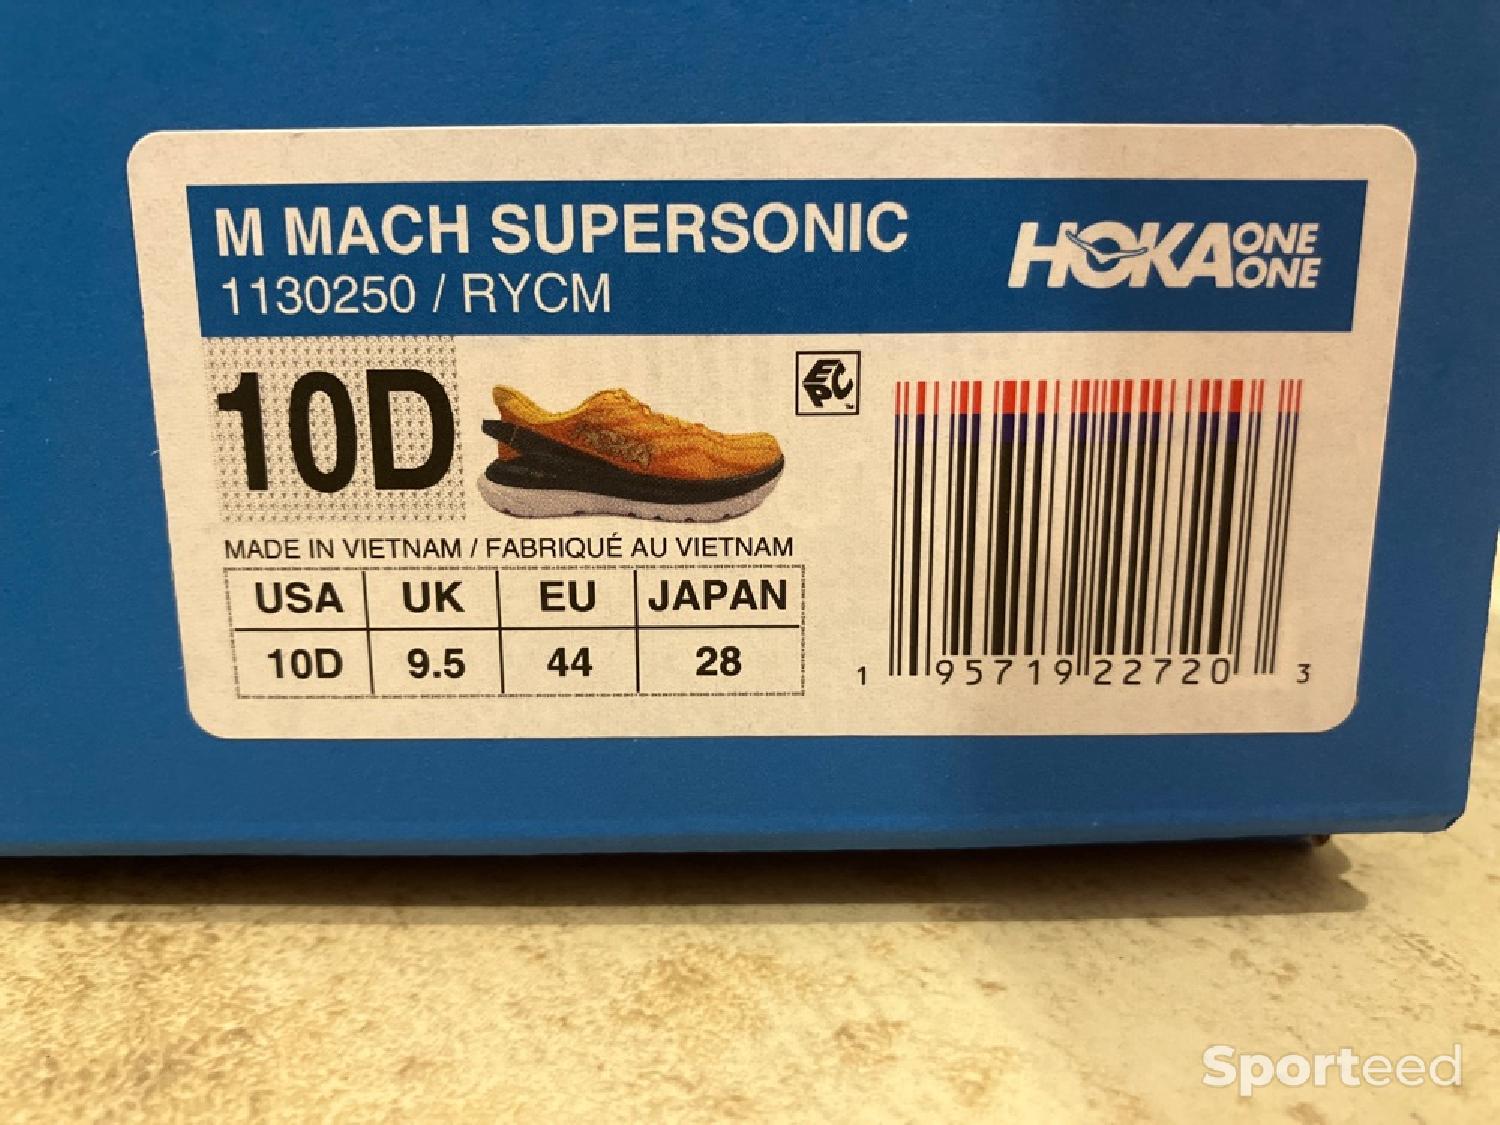 M MACH SUPERSONIC
1130250 / RYCM
HOKA ONE ONE
10D
EPC
MADE IN VIETNAM / FABRIQUÉ AU VIETNAM
USA UK EU JAPAN
10D 9.5 44 28
1 95719 22720 3
Sporteed